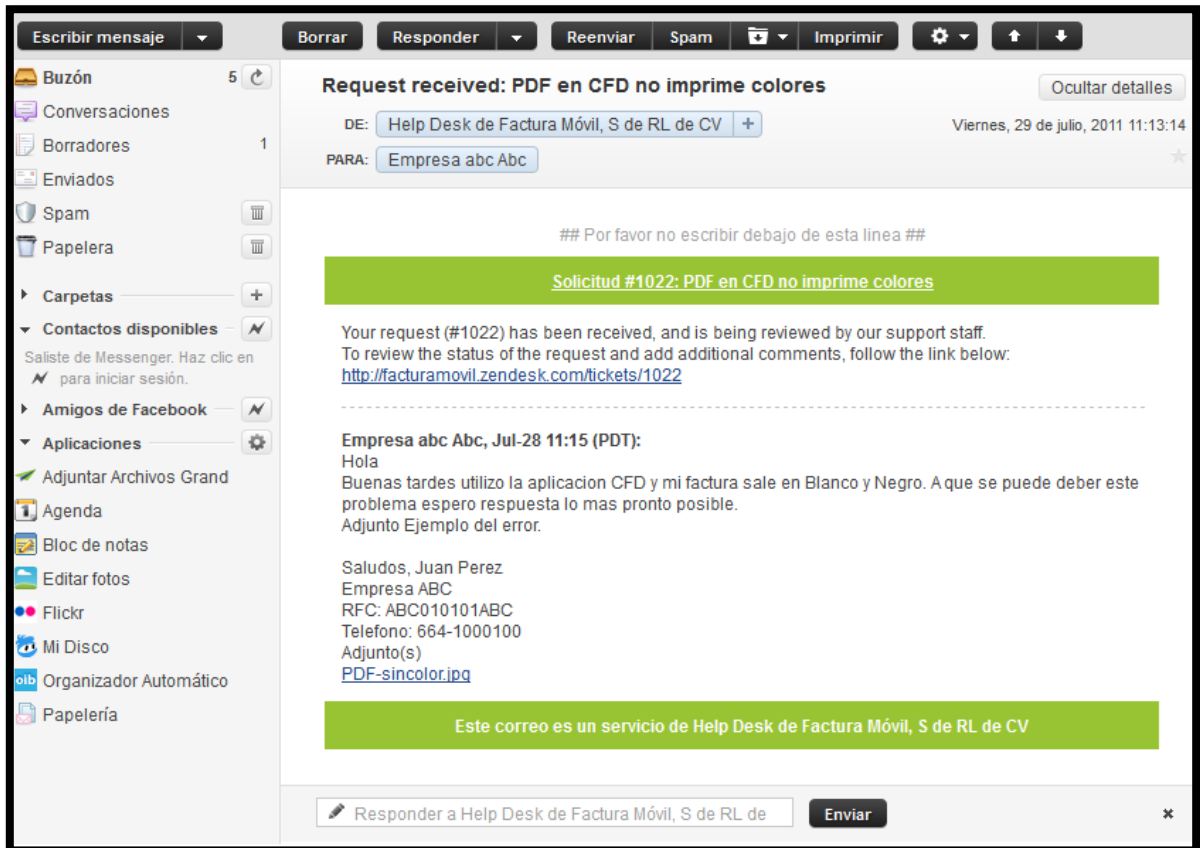 Escribir mensaje
Borrar Responder Reenviar Spam Imprimir
Buzón 5
Conversaciones
Borradores 1
Enviados
Spam
Papelera
Carpetas
Contactos disponibles
Saliste de Messenger. Haz clic en
para iniciar sesión.
Amigos de Facebook
Aplicaciones
Adjuntar Archivos Grand
Agenda
Bloc de notas
Editar fotos
Flickr
Mi Disco
oib Organizador Automático
Papelería
Request received: PDF en CFD no imprime colores
Ocultar detalles
DE: Help Desk de Factura Móvil, S de RL de CV +
Viernes, 29 de julio, 2011 11:13:14
PARA: Empresa abc Abc
## Por favor no escribir debajo de esta linea ##
Solicitud #1022: PDF en CFD no imprime colores
Your request (#1022) has been received, and is being reviewed by our support staff.
To review the status of the request and add additional comments, follow the link below:
http://facturamovil.zendesk.com/tickets/1022
Empresa abc Abc, Jul-28 11:15 (PDT):
Hola
Buenas tardes utilizo la aplicacion CFD y mi factura sale en Blanco y Negro. A que se puede deber este
problema espero respuesta lo mas pronto posible.
Adjunto Ejemplo del error.
Saludos, Juan Perez
Empresa ABC
RFC: ABC010101ABC
Telefono: 664-1000100
Adjunto(s)
PDF-sincolor.jpg
Este correo es un servicio de Help Desk de Factura Móvil, S de RL de CV
Responder a Help Desk de Factura Móvil, S de RL de
Enviar